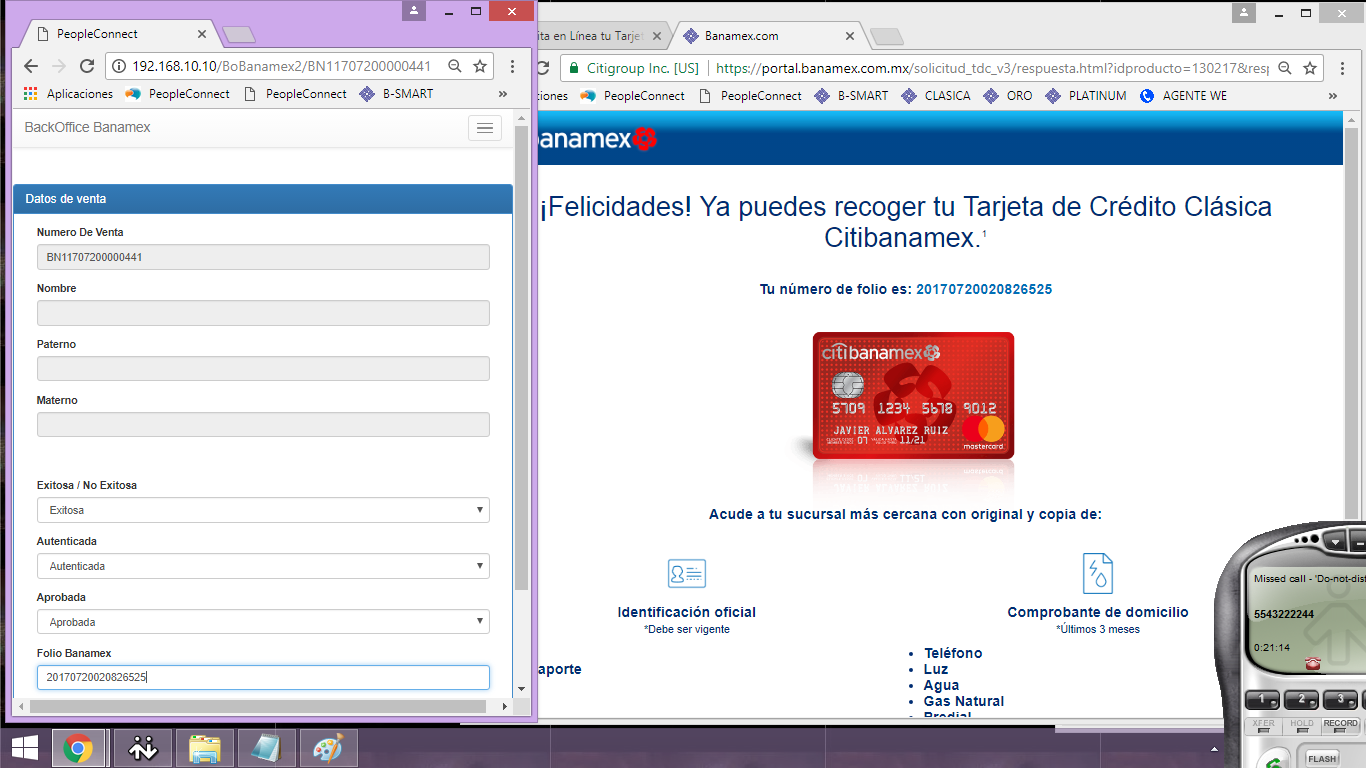 PeopleConnect
192.168.10.10/BoBanamex2/BN11707200000441
Aplicaciones
PeopleConnect
PeopleConnect
B-SMART
»
BackOffice Banamex
Datos de venta
Numero De Venta
BN11707200000441
Nombre
Paterno
Materno
Exitosa / No Exitosa
Exitosa
Autenticada
Autenticada
Aprobada
Aprobada
Folio Banamex
20170720020826525
ita en Línea tu Tarjet
Banamex.com
Citigroup Inc. [US]
https://portal.banamex.com.mx/solicitud_tdc_v3/respuesta.html?idproducto=130217&resp
iones
PeopleConnect
PeopleConnect
B-SMART
CLASICA
ORO
PLATINUM
AGENTE WE
»
banamex
¡Felicidades! Ya puedes recoger tu Tarjeta de Crédito Clásica
Citibanamex.1
Tu número de folio es: 20170720020826525
citibanamex
5709 1234 5678 9012
07 11/21
JAVIER ALVAREZ RUIZ
mastercard
Acude a tu sucursal más cercana con original y copia de:
Identificación oficial
*Debe ser vigente
aporte
Comprobante de domicilio
*Últimos 3 meses
Teléfono
Luz
Agua
Gas Natural
Predial
Missed call - 'Do-not-dist
5543222244
0:21:14
1 2 3
XFER HOLD RECORD
FLASH